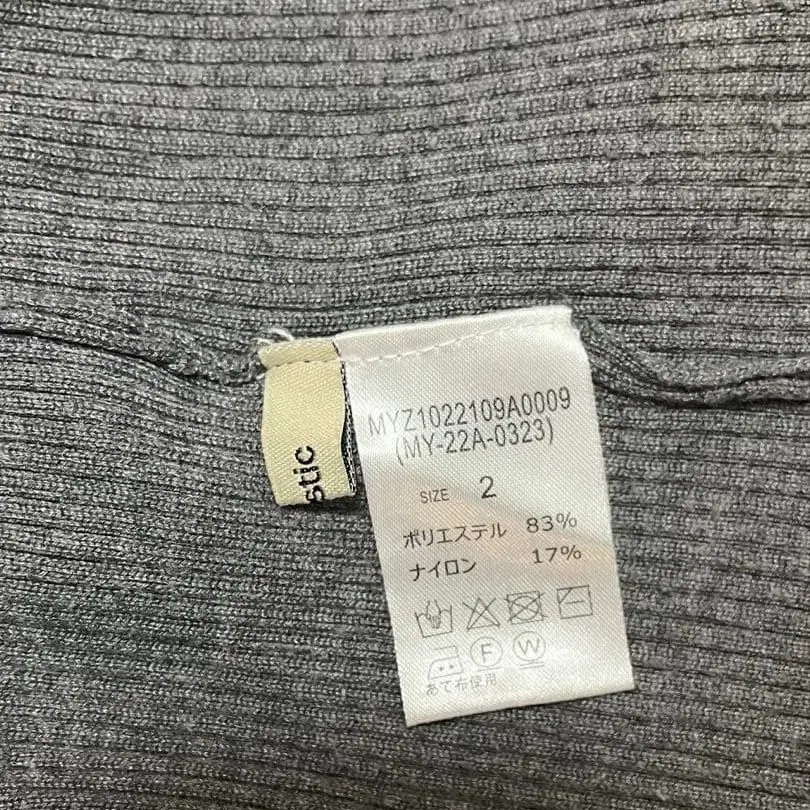 stic
MYZ1022109A0009
(MY-22A-0323)
SIZE 2
ポリエステル 83%
ナイロン 17%
F W
あて布使用